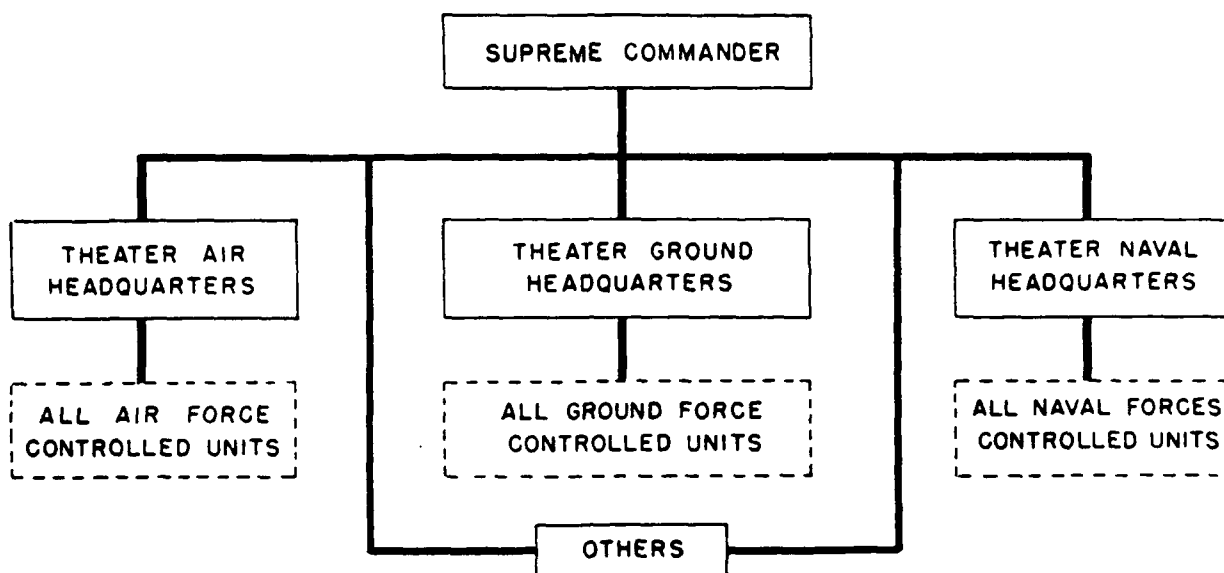 SUPREME COMMANDER
THEATER AIR
HEADQUARTERS
THEATER GROUND
HEADQUARTERS
THEATER NAVAL
HEADQUARTERS
ALL AIR FORCE
CONTROLLED UNITS
ALL GROUND FORCE
CONTROLLED UNITS
ALL NAVAL FORCES
CONTROLLED UNITS
OTHERS